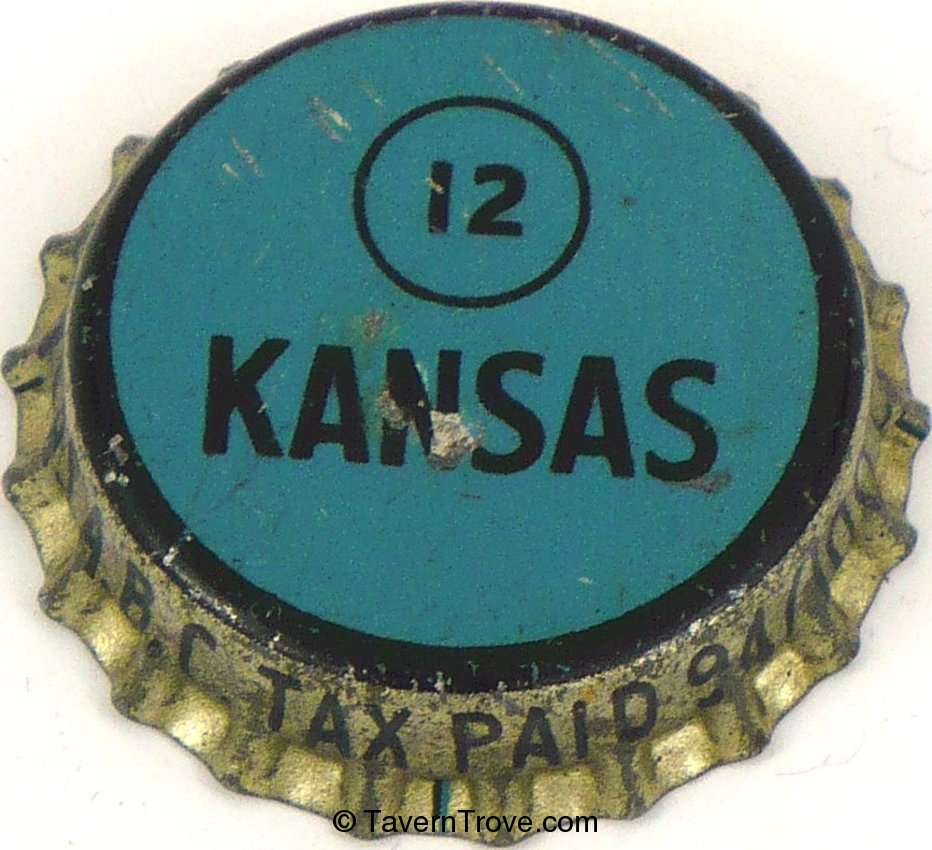 12
KANSAS
A.B.C. TAX PAID
© TavernTrove.com